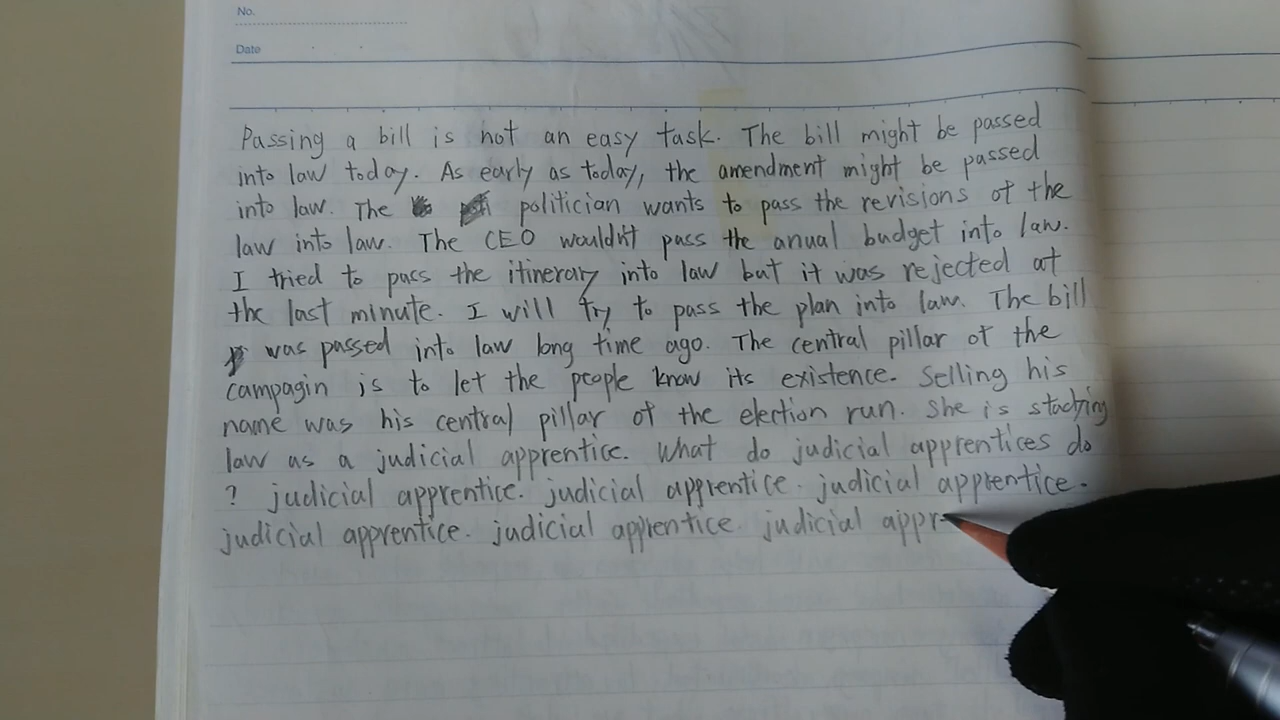 No.
Date
Passing a bill is not an easy task. The bill might be passed
into law today. As early as today, the amendment might be passed
into law. The politician wants to pass the revisions of the
law into law. The CEO wouldn't pass the anual budget into law.
I tried to pass the itinerary into law but it was rejected at
the last minute. I will try to pass the plan into law. The bill
was passed into law long time ago. The central pillar of the
campagin is to let the people know its existence. Selling his
name was his central pillar of the election run. She is studying
law as a judicial apprentice. What do judicial apprentices do
? judicial apprentice. judicial apprentice. judicial apprentice.
judicial apprentice. judicial apprentice. judicial appr